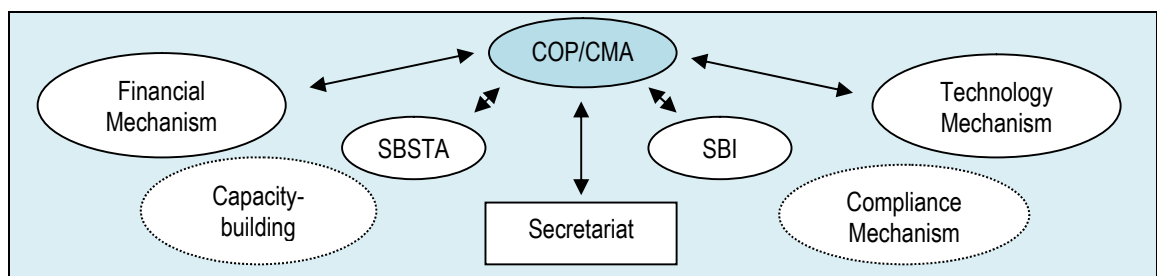 COP/CMA
Financial
Mechanism
Technology
Mechanism
SBSTA
SBI
Capacity-
building
Secretariat
Compliance
Mechanism